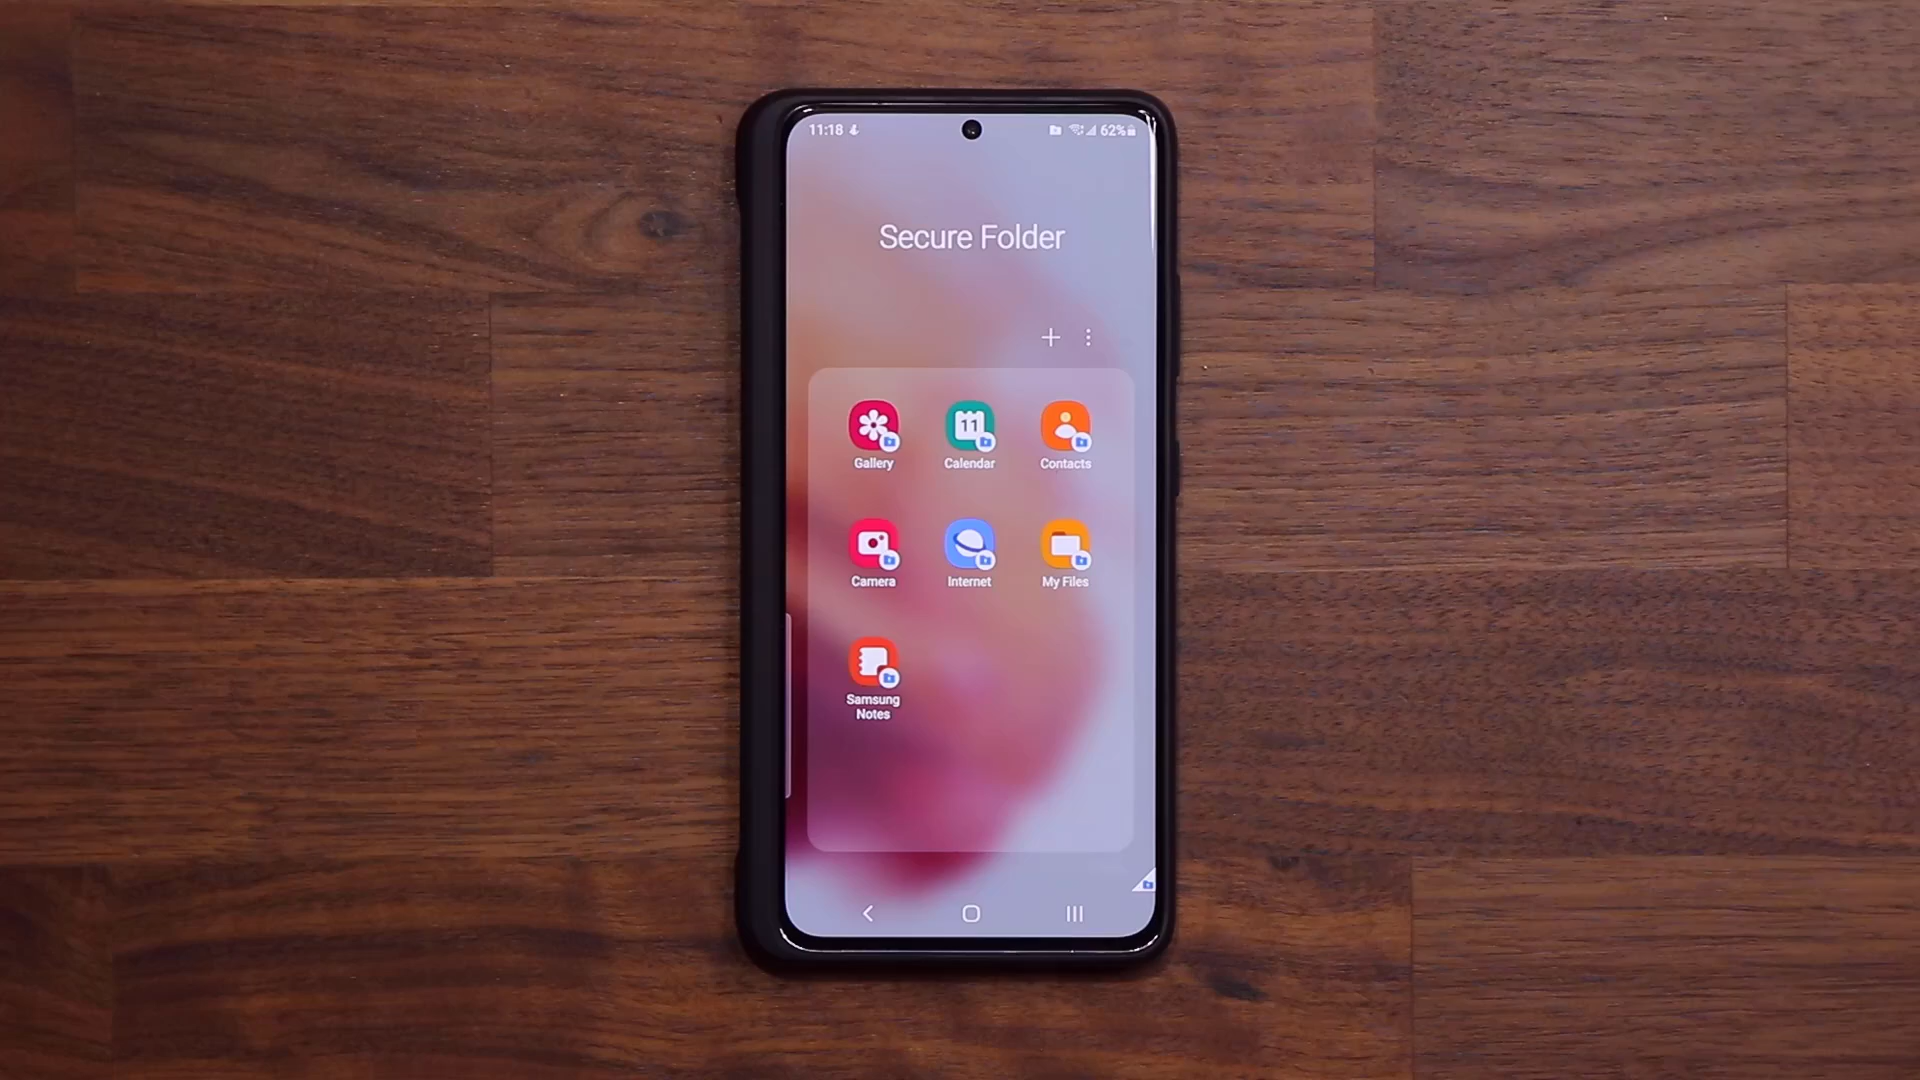 11:18 62%
Secure Folder
11
Gallery Calendar Contacts
Camera Internet My Files
Samsung
Notes